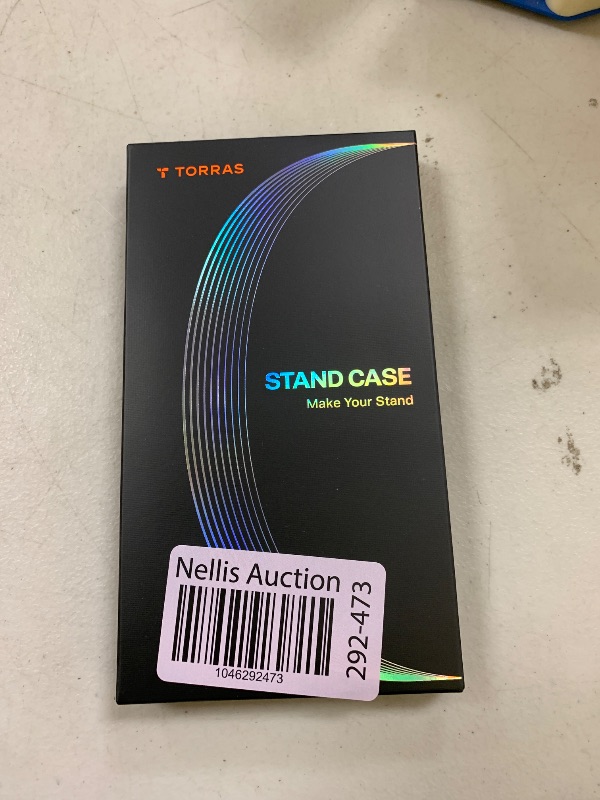 TORRAS
STAND CASE
Make Your Stand
Nellis Auction
1046292473
292-473